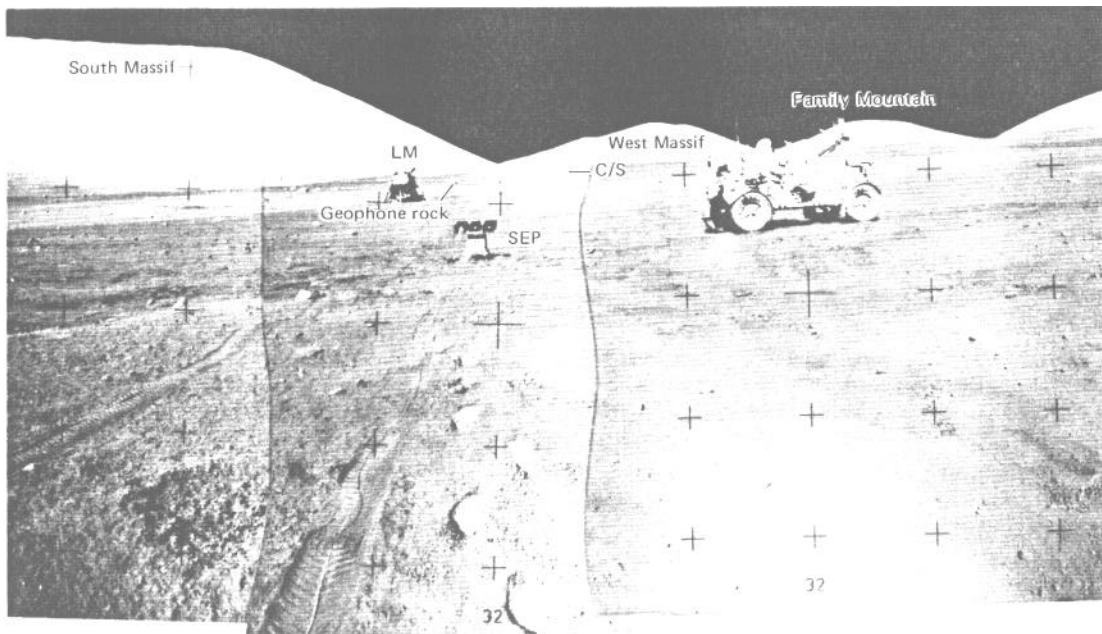 South Massif
Family Mountain
LM
West Massif
C/S
Geophone rock
SEP
32
32